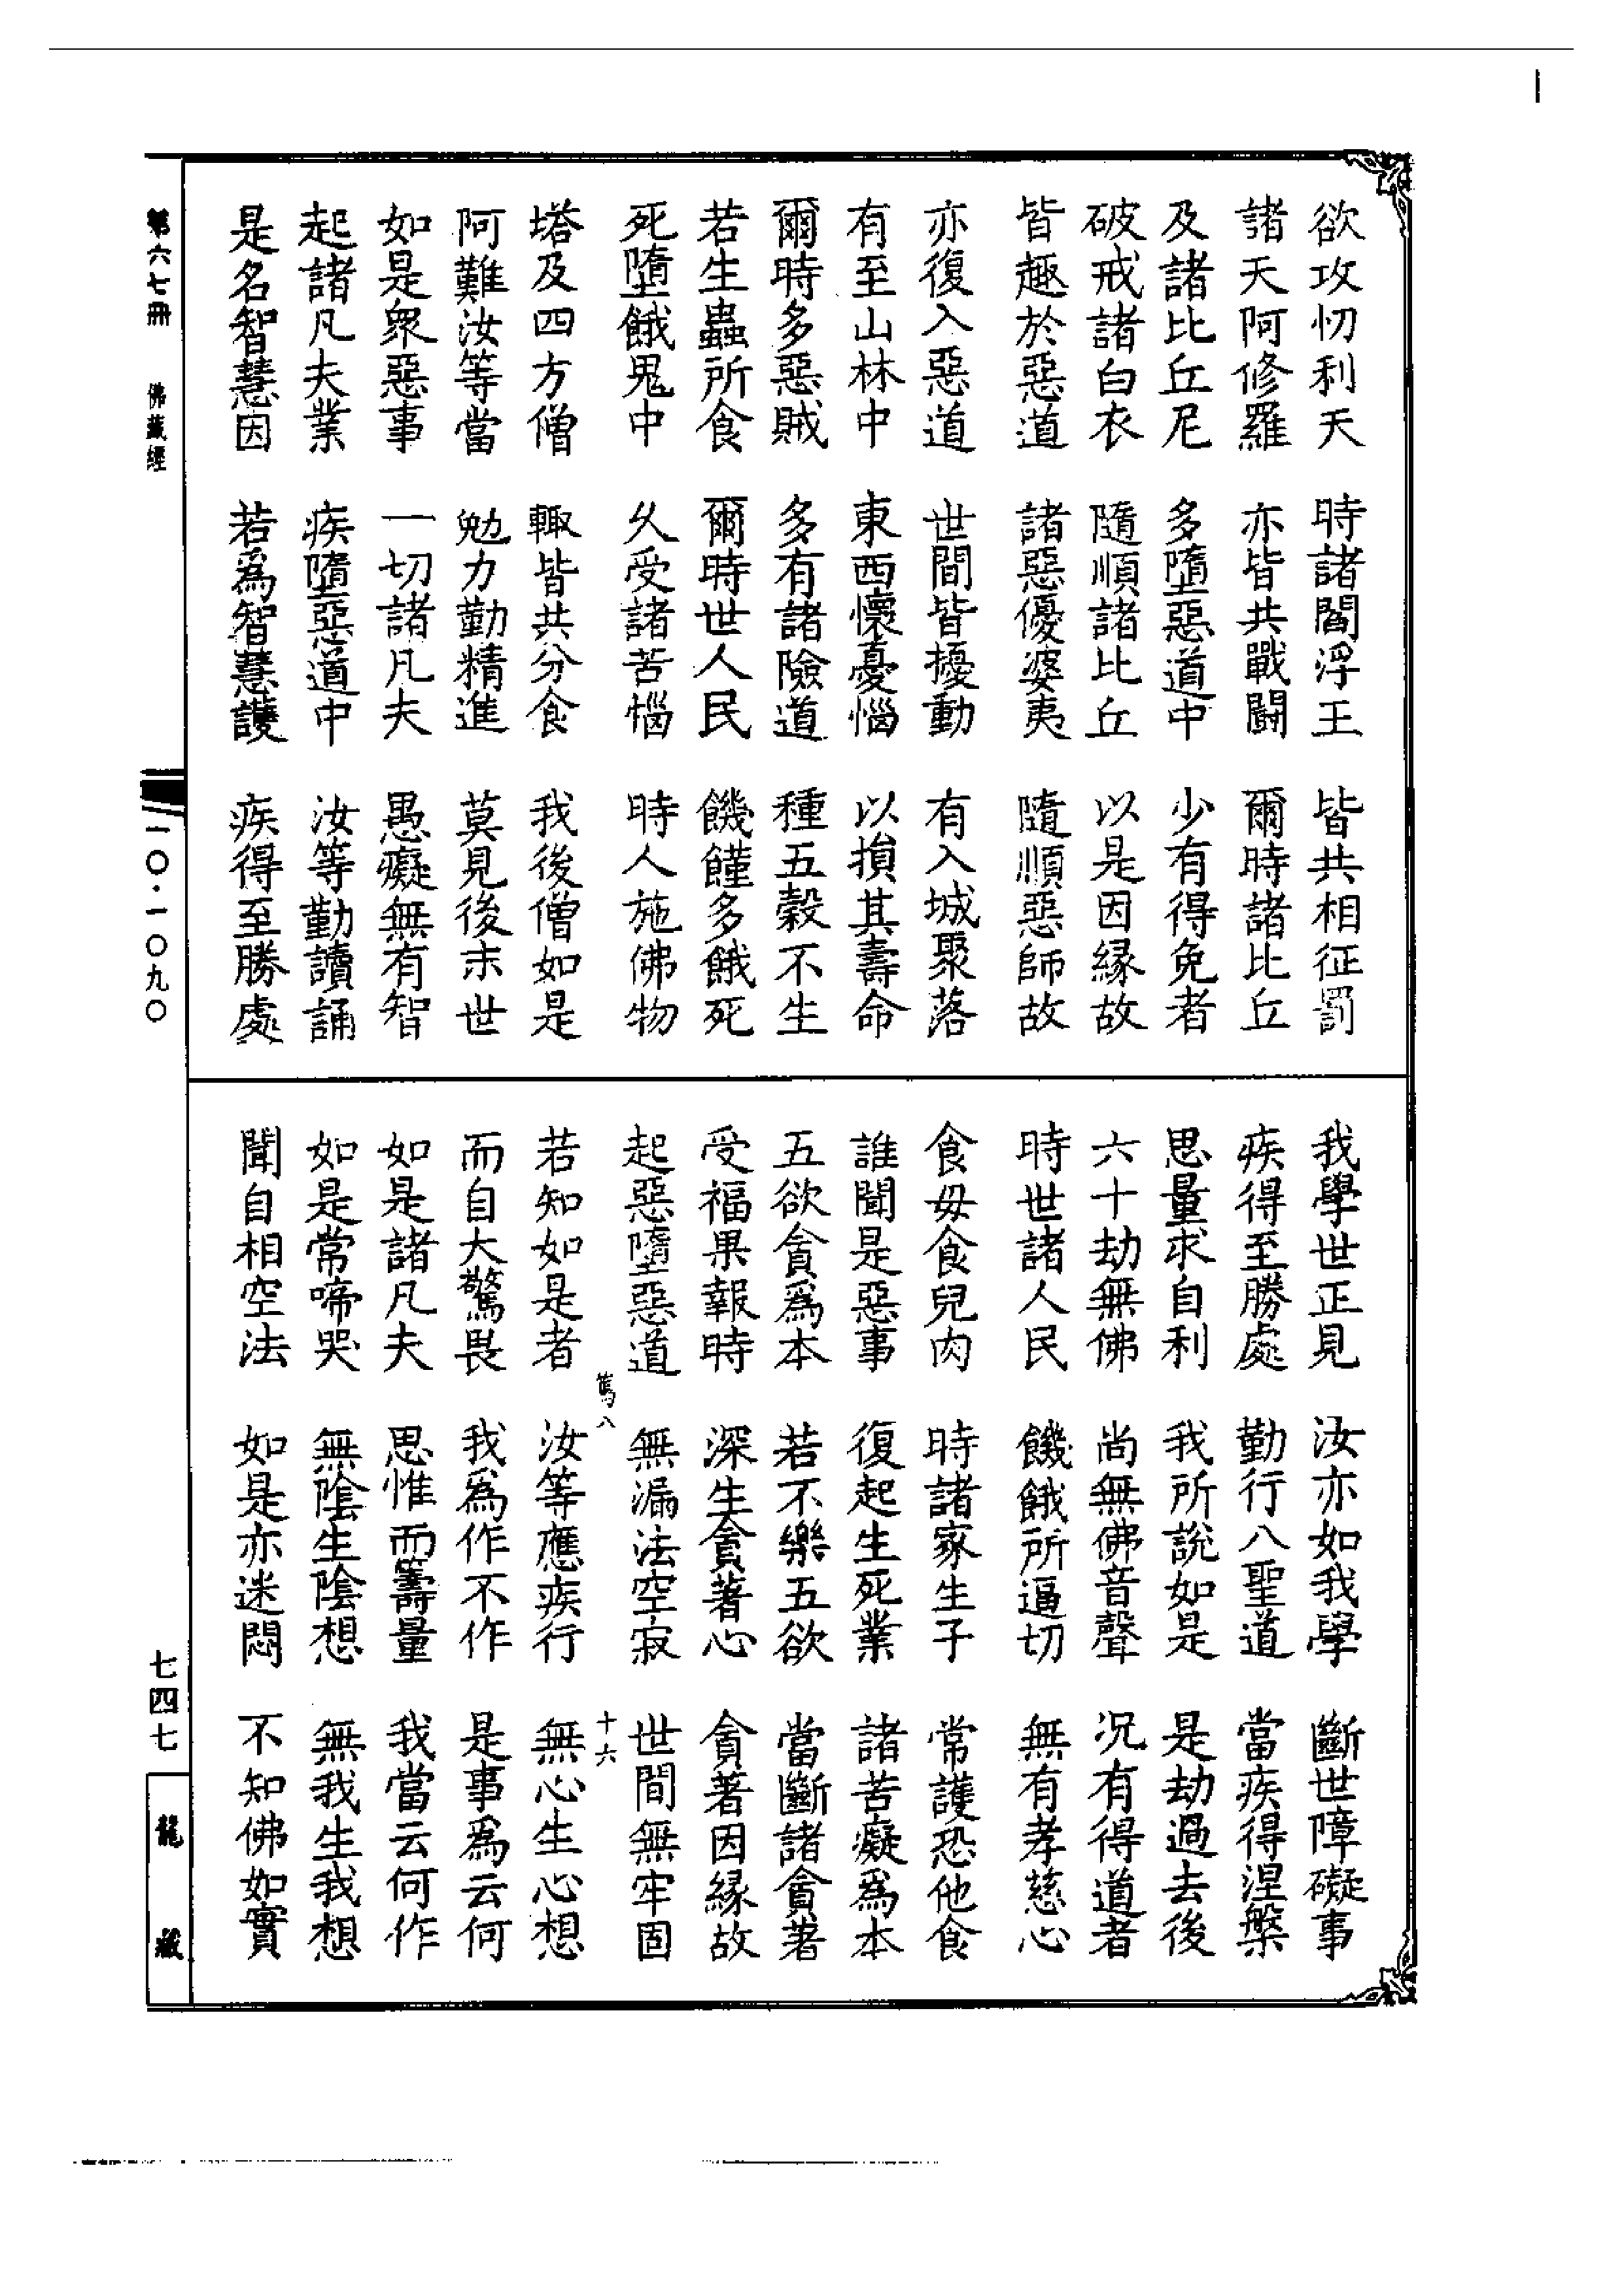 欲攻忉利天　時諸閻浮王　皆共相征罰
諸天阿修羅　亦皆共戰鬪　爾時諸比丘
及諸比丘尼　多墮惡道中　少有得免者
破戒諸白衣　隨順諸比丘　以是因緣故
皆趣於惡道　諸惡優婆夷　隨順惡師故
亦復入惡道　世間皆擾動　有入城聚落
有至山林中　東西懷憂惱　以損其壽命
爾時多惡賊　多有諸險道　種五穀不生
若生蟲所食　爾時世人民　饑饉多餓死
死墮餓鬼中　久受諸苦惱　時人施佛物
塔及四方僧　輙皆共分食　我後僧如是
阿難汝等當　勉力勤精進　莫見後末世
如是衆惡事　一切諸凡夫　愚癡無有智
起諸凡夫業　疾墮惡道中　汝等勤讀誦
是名智慧因　若爲智慧護　疾得至勝處
我學世正見　汝亦如我學　斷世障礙事
疾得至勝處　勤行八聖道　當疾得涅槃
思量求自利　我所說如是　是劫過去後
六十劫無佛　尚無佛音聲　况有得道者
時世諸人民　饑餓所逼切　無有孝慈心
食毋食兒肉　時諸家生子　常護恐他食
誰聞是惡事　復起生死業　諸苦癡爲本
五欲貪爲本　若不樂五欲　當斷諸貪著
受福果報時　深生貪著心　貪著因緣故
起惡墮惡道　無漏法空寂　世間無牢固
篤八　十六
若知如是者　汝等應疾行　無心生心想
而自大驚畏　我爲作不作　是事爲云何
如是諸凡夫　思惟而籌量　我當云何作
如是常啼哭　無陰生陰想　無我生我想
聞自相空法　如是亦迷悶　不知佛如實
第六七冊　佛藏經
一〇·一〇九〇
七四七
龍藏